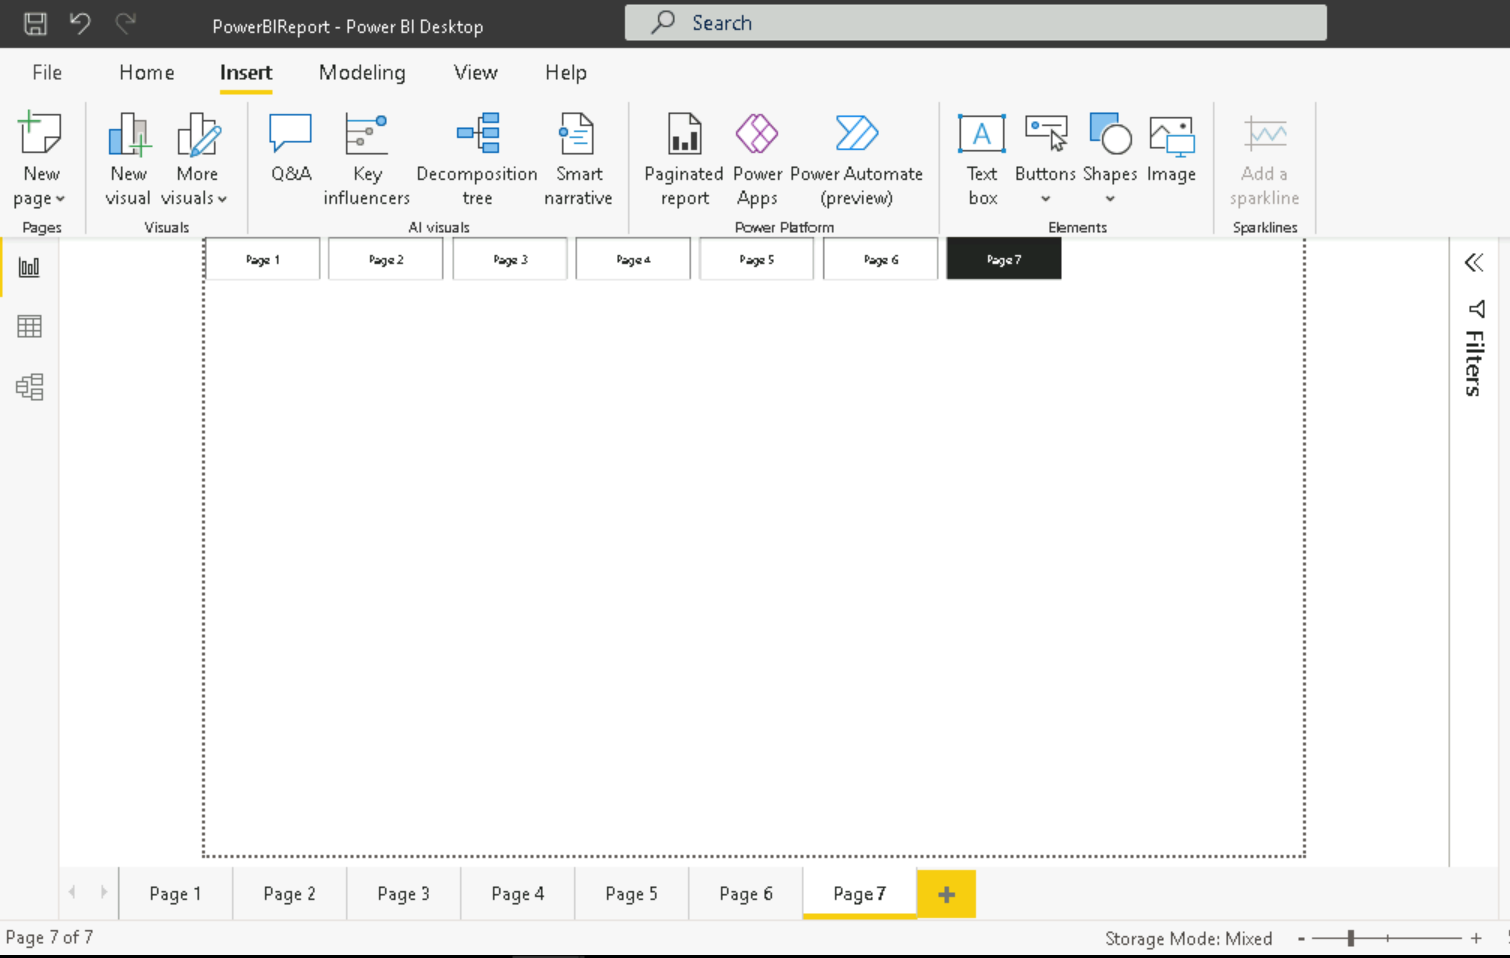 PowerBIReport - Power BI Desktop
Search
File Home Insert Modeling View Help
New page
New visual
More visuals
Q&A
Key influencers
Decomposition tree
Smart narrative
Paginated report
Power Apps
Power Automate (preview)
Text box
Buttons
Shapes
Image
Add a sparkline
Pages Visuals AI visuals Power Platform Elements Sparklines
Page 1 Page 2 Page 3 Page 4 Page 5 Page 6 Page 7
Filters
Page 1 Page 2 Page 3 Page 4 Page 5 Page 6 Page 7 +
Page 7 of 7
Storage Mode: Mixed - +